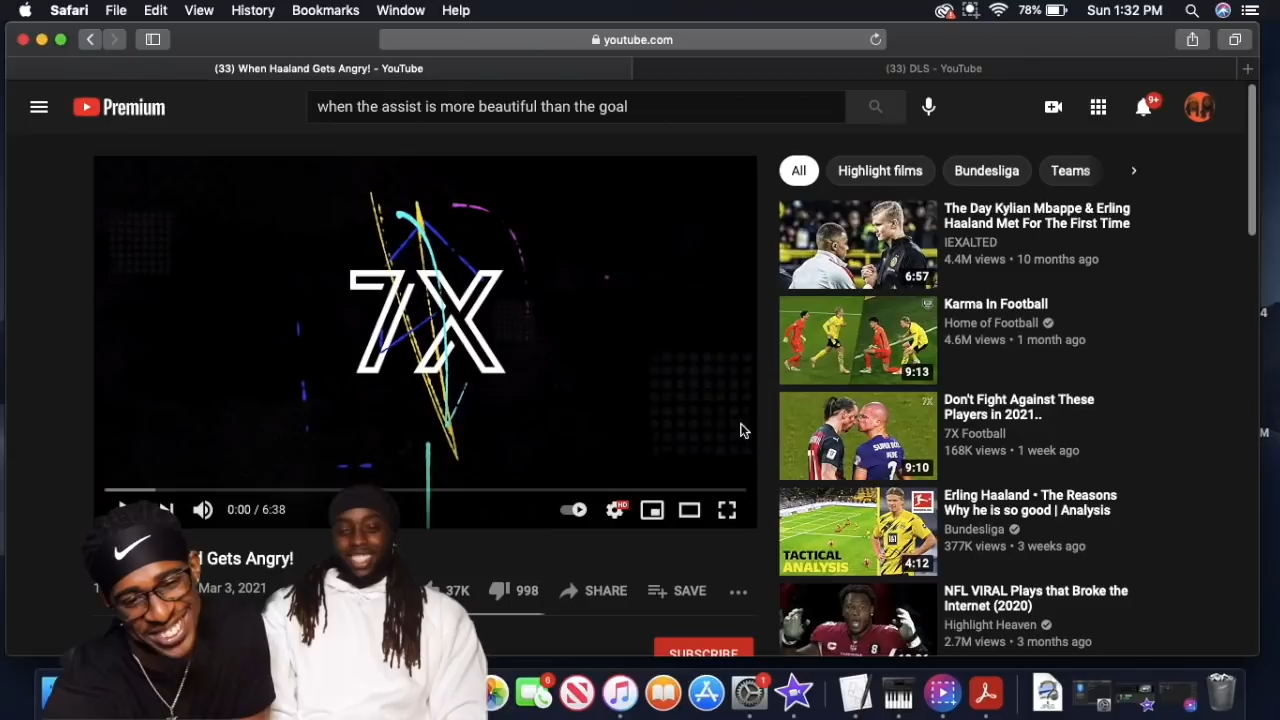 Safari File Edit View History Bookmarks Window Help 78% Sun 1:32 PM
youtube.com
(33) When Haaland Gets Angry! - YouTube (33) DLS - YouTube
Premium when the assist is more beautiful than the goal 9+
All Highlight films Bundesliga Teams
7X
The Day Kylian Mbappe & Erling
Haaland Met For The First Time
IEXALTED
4.4M views • 10 months ago
6:57
Karma In Football
Home of Football
4.6M views • 1 month ago
9:13
Don't Fight Against These
Players in 2021..
7X Football
168K views • 1 week ago
9:10
Erling Haaland • The Reasons
Why he is so good | Analysis
Bundesliga
377K views • 3 weeks ago
TACTICAL
ANALYSIS
4:12
NFL VIRAL Plays that Broke the
Internet (2020)
Highlight Heaven
2.7M views • 3 months ago
0:00 / 6:38 HD
d Gets Angry!
Mar 3, 2021 37K 998 SHARE SAVE
SUBSCRIBE
6 1